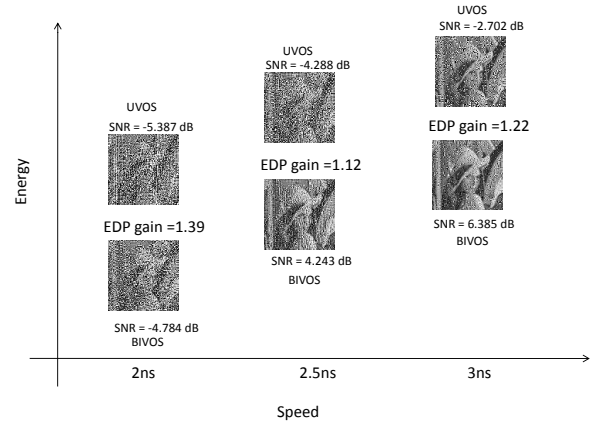 UVOS
SNR = -2.702 dB
UVOS
SNR = -4.288 dB
UVOS
SNR = -5.387 dB
EDP gain =1.22
EDP gain =1.12
EDP gain =1.39
SNR = 6.385 dB
BIVOS
SNR = 4.243 dB
BIVOS
SNR = -4.784 dB
BIVOS
Energy
2ns
2.5ns
3ns
Speed